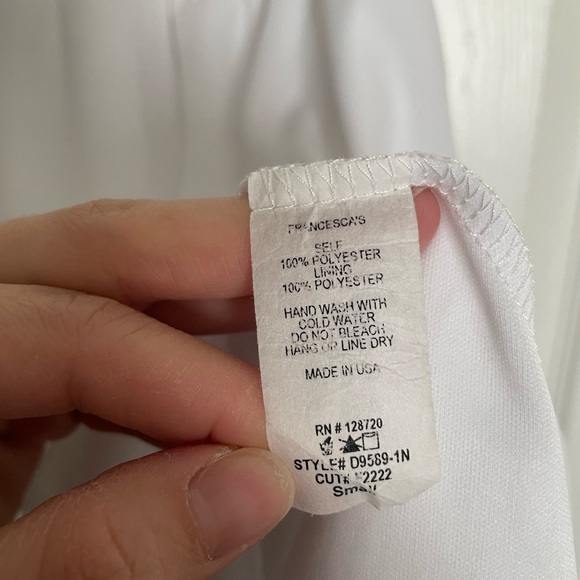 FRANCESCA'S
SELF
100% POLYESTER
LINING
100% POLYESTER
HAND WASH WITH
COLD WATER
DO NOT BLEACH
HANG OR LINE DRY
MADE IN USA
RN # 128720
STYLE# D9589-1N
CUT#
Small